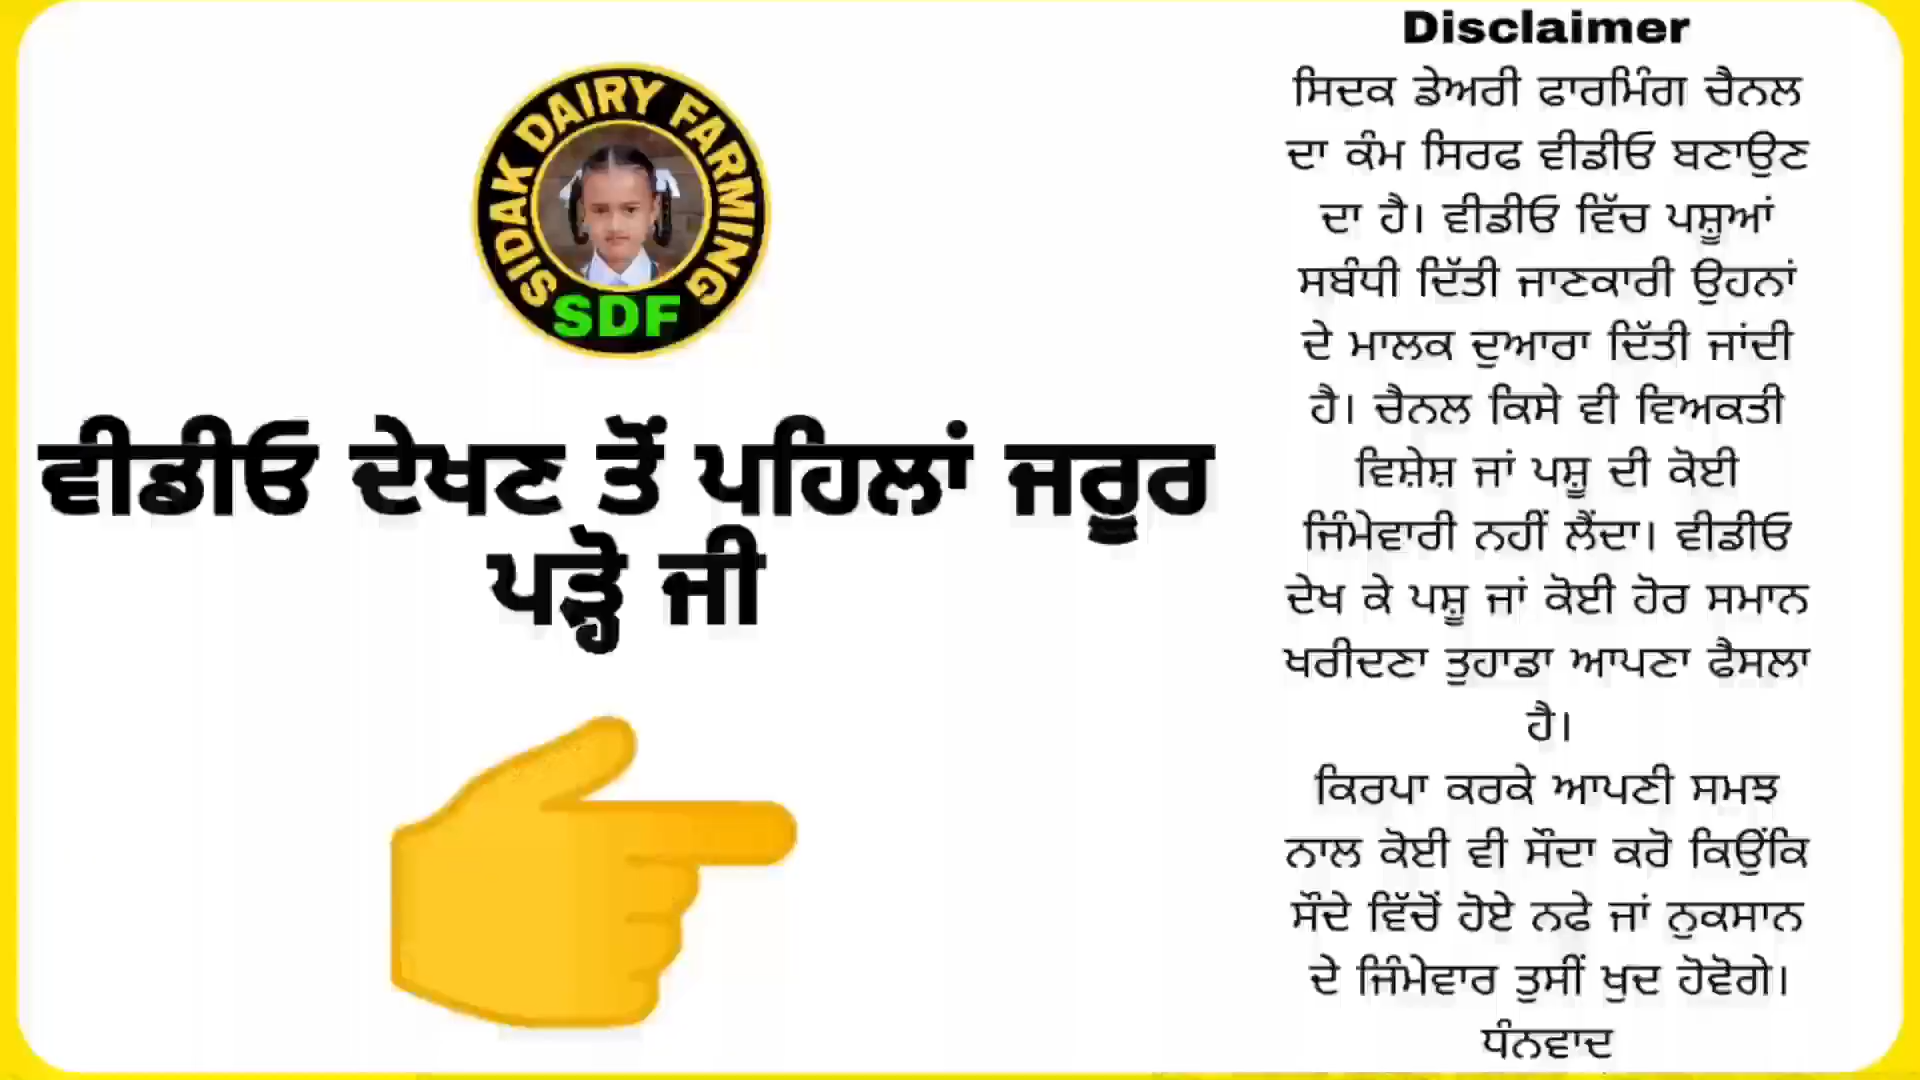 SIDAK DAIRY FARMING
SDF
ਵੀਡੀਓ ਦੇਖਣ ਤੋਂ ਪਹਿਲਾਂ ਜਰੂਰ
ਪੜ੍ਹੋ ਜੀ
Disclaimer
ਸਿਦਕ ਡੇਅਰੀ ਫਾਰਮਿੰਗ ਚੈਨਲ
ਦਾ ਕੰਮ ਸਿਰਫ ਵੀਡੀਓ ਬਣਾਉਣ
ਦਾ ਹੈ। ਵੀਡੀਓ ਵਿੱਚ ਪਸ਼ੂਆਂ
ਸਬੰਧੀ ਦਿੱਤੀ ਜਾਣਕਾਰੀ ਉਹਨਾਂ
ਦੇ ਮਾਲਕ ਦੁਆਰਾ ਦਿੱਤੀ ਜਾਂਦੀ
ਹੈ। ਚੈਨਲ ਕਿਸੇ ਵੀ ਵਿਅਕਤੀ
ਵਿਸ਼ੇਸ਼ ਜਾਂ ਪਸ਼ੂ ਦੀ ਕੋਈ
ਜਿੰਮੇਵਾਰੀ ਨਹੀਂ ਲੈਂਦਾ। ਵੀਡੀਓ
ਦੇਖ ਕੇ ਪਸ਼ੂ ਜਾਂ ਕੋਈ ਹੋਰ ਸਮਾਨ
ਖਰੀਦਣਾ ਤੁਹਾਡਾ ਆਪਣਾ ਫੈਸਲਾ
ਹੈ।
ਕਿਰਪਾ ਕਰਕੇ ਆਪਣੀ ਸਮਝ
ਨਾਲ ਕੋਈ ਵੀ ਸੌਦਾ ਕਰੋ ਕਿਉਂਕਿ
ਸੌਦੇ ਵਿੱਚੋਂ ਹੋਏ ਨਫੇ ਜਾਂ ਨੁਕਸਾਨ
ਦੇ ਜਿੰਮੇਵਾਰ ਤੁਸੀਂ ਖੁਦ ਹੋਵੋਗੇ।
ਧੰਨਵਾਦ